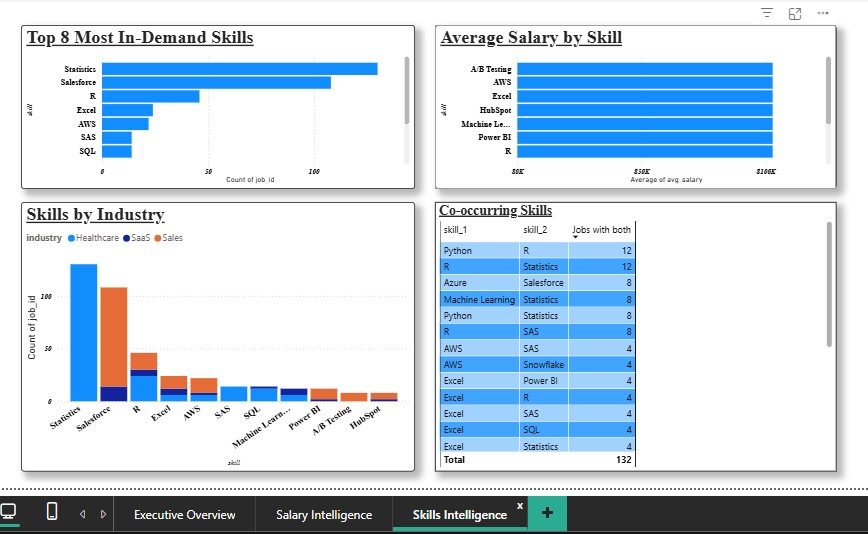 Top 8 Most In-Demand Skills
skill
Statistics
Salesforce
R
Excel
AWS
SAS
SQL
0 50 100
Count of job_id
Average Salary by Skill
skill
A/B Testing
AWS
Excel
HubSpot
Machine Le...
Power BI
R
$0K $50K $100K
Average of avg_salary
Skills by Industry
industry Healthcare SaaS Sales
Count of job_id
100
50
0
Statistics Salesforce R Excel AWS SAS SQL Machine Learn... Power BI A/B Testing HubSpot
skill
Co-occurring Skills
skill_1 skill_2 Jobs with both
Python R 12
R Statistics 12
Azure Salesforce 8
Machine Learning Statistics 8
Python Statistics 8
R SAS 8
AWS SAS 4
AWS Snowflake 4
Excel Power BI 4
Excel R 4
Excel SAS 4
Excel SQL 4
Excel Statistics 4
Total 132
Executive Overview Salary Intelligence Skills Intelligence x +